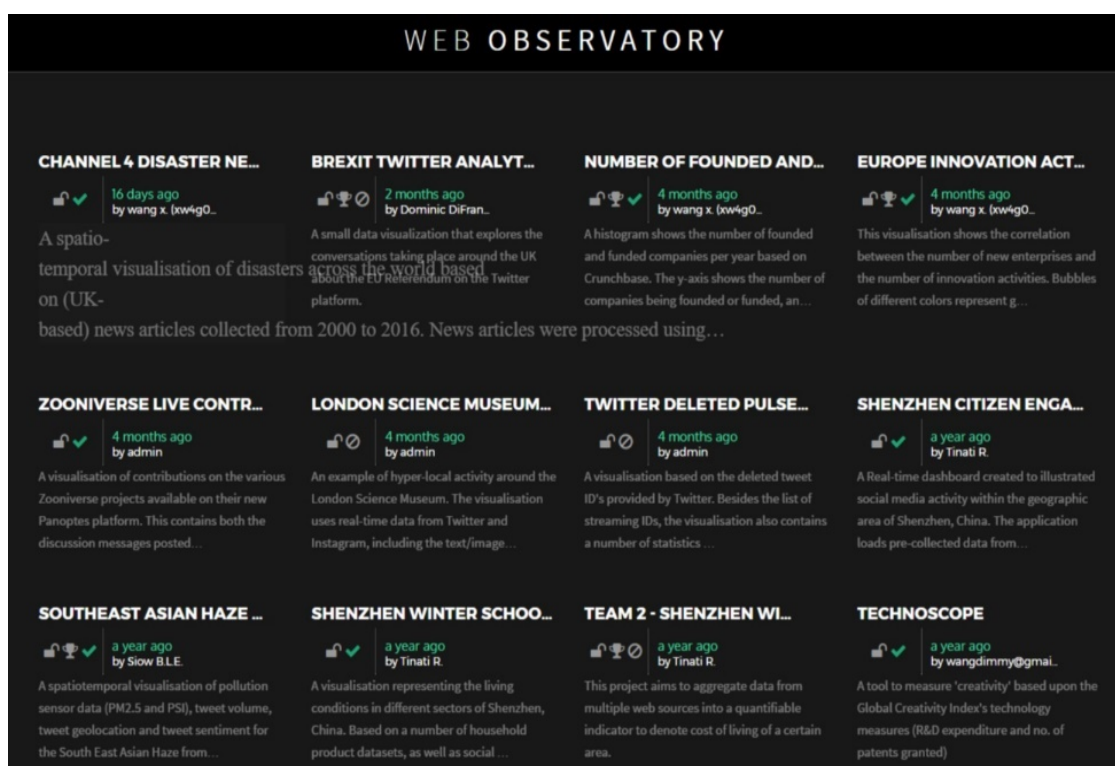 WEB OBSERVATORY
CHANNEL 4 DISASTER NE...
16 days ago
by wang x. (xw4g0...
A spatio-
temporal visualisation of disasters across the world based
on (UK-
based) news articles collected from 2000 to 2016. News articles were processed using...
BREXIT TWITTER ANALYT...
2 months ago
by Dominic DiFran...
A small data visualization that explores the
conversations taking place around the UK
about the EU Referendum on the Twitter
platform.
NUMBER OF FOUNDED AND...
4 months ago
by wang x. (xw4g0...
A histogram shows the number of founded
and funded companies per year based on
Crunchbase. The y-axis shows the number of
companies being founded or funded, an...
EUROPE INNOVATION ACT...
4 months ago
by wang x. (xw4g0...
This visualisation shows the correlation
between the number of new enterprises and
the number of innovation activities. Bubbles
of different colors represent g...
ZOONIVERSE LIVE CONTR...
4 months ago
by admin
A visualisation of contributions on the various
Zooniverse projects available on their new
Panoptes platform. This contains both the
discussion messages posted...
LONDON SCIENCE MUSEUM...
4 months ago
by admin
An example of hyper-local activity around the
London Science Museum. The visualisation
uses real-time data from Twitter and
Instagram, including the text/image...
TWITTER DELETED PULSE...
4 months ago
by admin
A visualisation based on the deleted tweet
ID's provided by Twitter. Besides the list of
streaming IDs, the visualisation also contains
a number of statistics ...
SHENZHEN CITIZEN ENGA...
a year ago
by Tinati R.
A Real-time dashboard created to illustrated
social media activity within the geographic
area of Shenzhen, China. The application
loads pre-collected data from...
SOUTHEAST ASIAN HAZE ...
a year ago
by Siow B.L.E.
A spatiotemporal visualisation of pollution
sensor data (PM2.5 and PSI), tweet volume,
tweet geolocation and tweet sentiment for
the South East Asian Haze from...
SHENZHEN WINTER SCHOO...
a year ago
by Tinati R.
A visualisation representing the living
conditions in different sectors of Shenzhen,
China. Based on a number of household
product datasets, as well as social ...
TEAM 2 - SHENZHEN WI...
a year ago
by Tinati R.
This project aims to aggregate data from
multiple web sources into a quantifiable
indicator to denote cost of living of a certain
area.
TECHNOSCOPE
a year ago
by wangdimmy@gmai...
A tool to measure 'creativity' based upon the
Global Creativity Index's technology
measures (R&D expenditure and no. of
patents granted)